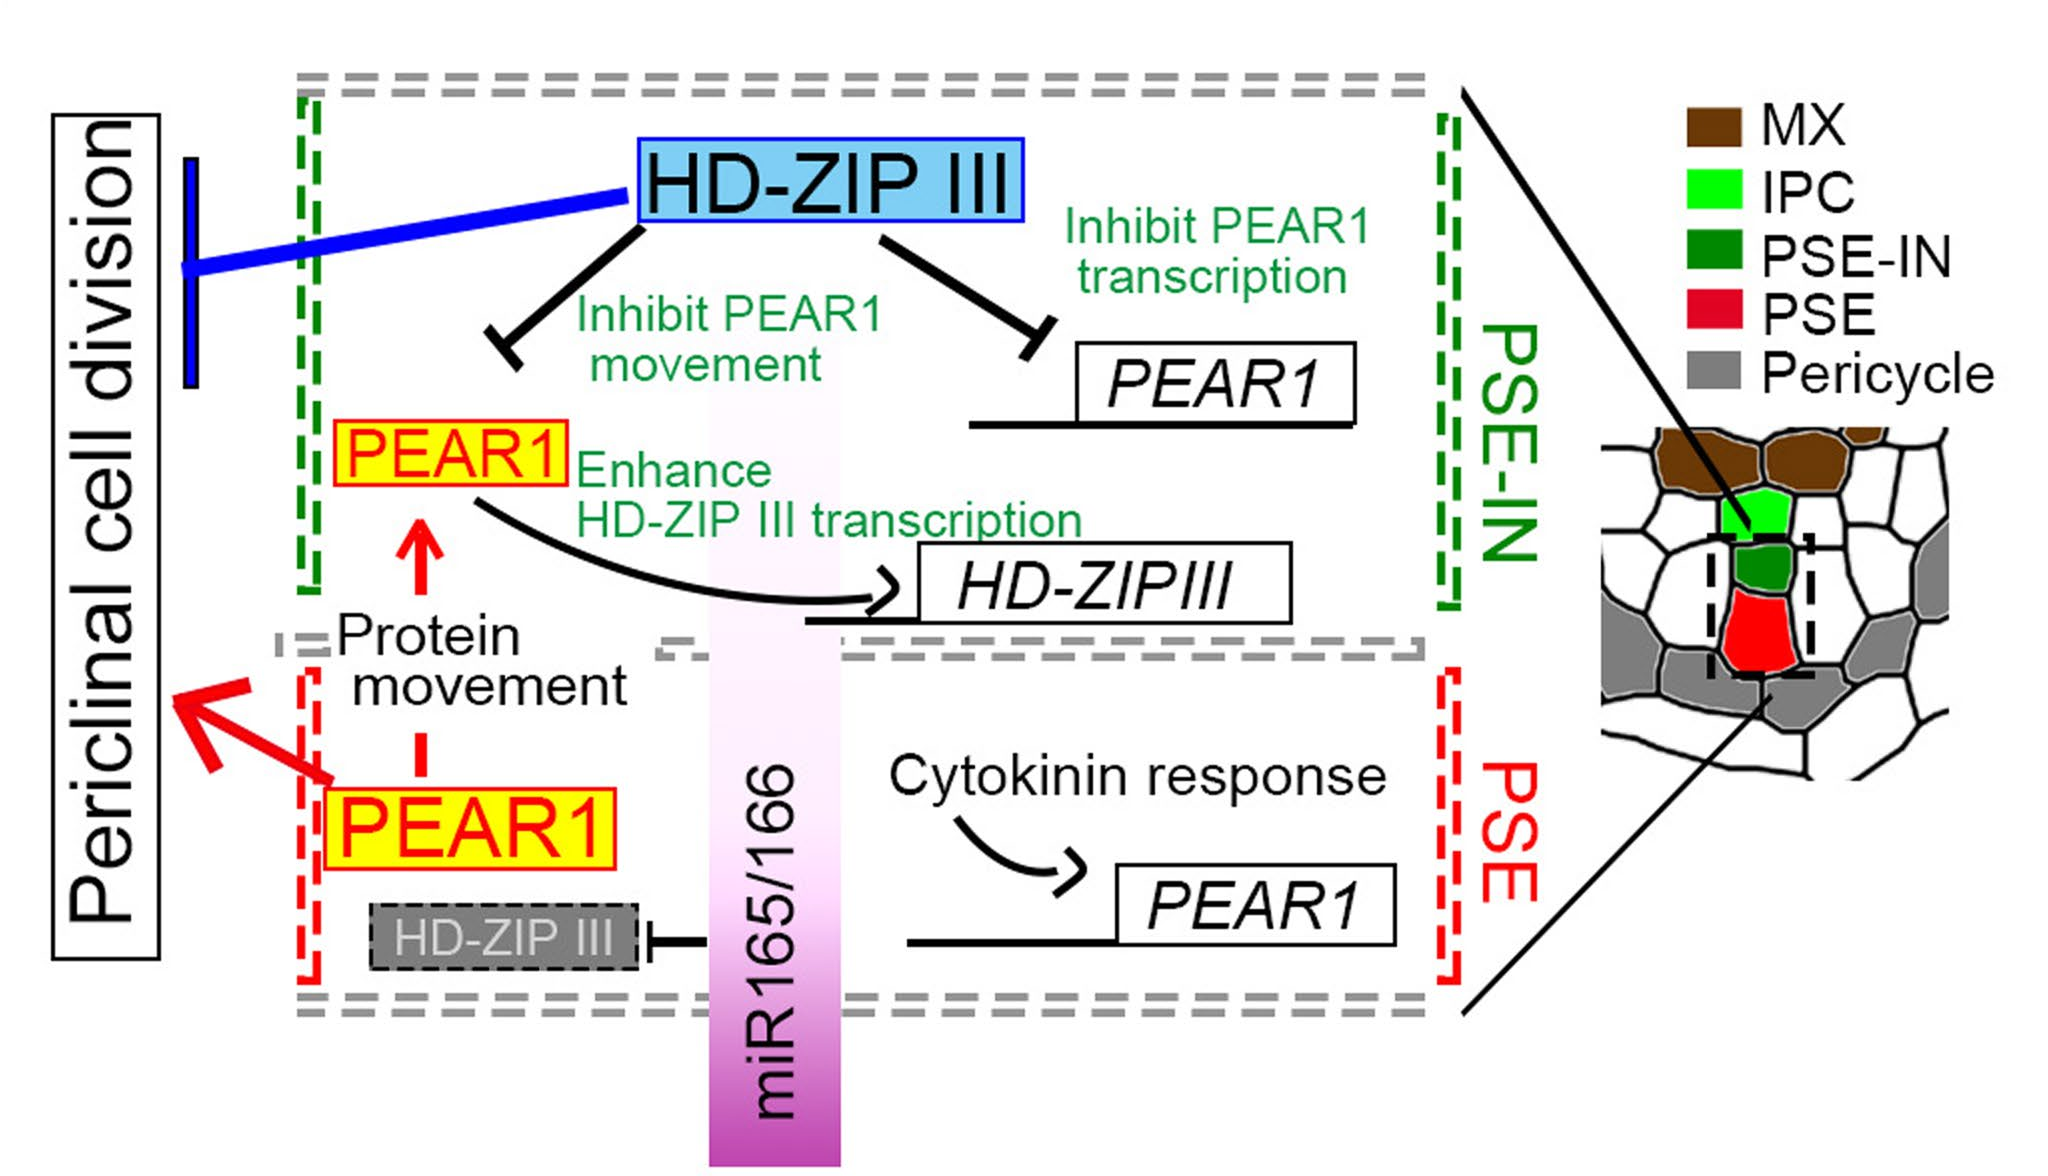 Periclinal cell division
HD-ZIP III
Inhibit PEAR1
transcription
Inhibit PEAR1
movement
PEAR1
PEAR1
Enhance
HD-ZIP III transcription
HD-ZIPIII
PSE-IN
Protein
movement
PEAR1
HD-ZIP III
miR165/166
Cytokinin response
PEAR1
PSE
MX
IPC
PSE-IN
PSE
Pericycle